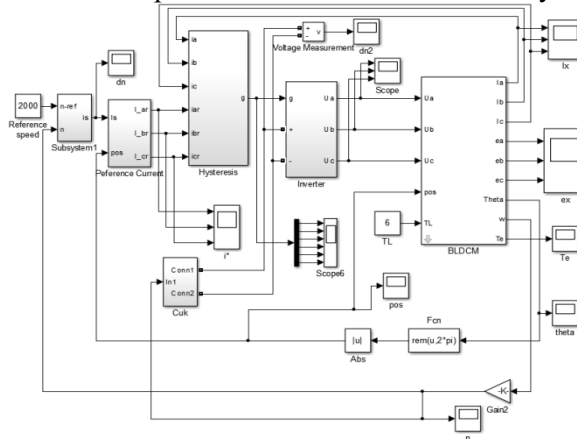 ia
ib
ic
iar
ibr
icr
g
Hysteresis
+
-
v
Voltage Measurement
dn2
Scope
dn
2000
Reference
speed
n-ref
n
is
Subsystem1
Is
pos
I_ar
I_br
I_cr
Peference Current
g
+
-
Ua
Ub
Uc
Inverter
Ua
Ub
Uc
pos
TL
Ia
Ib
Ic
ea
eb
ec
Theta
w
Te
BLDCM
Ix
ex
Te
theta
6
TL
i*
Scope6
Conn1
In1
Conn2
Cuk
pos
Fcn
rem(u,2*pi)
|u|
Abs
-K-
Gain2